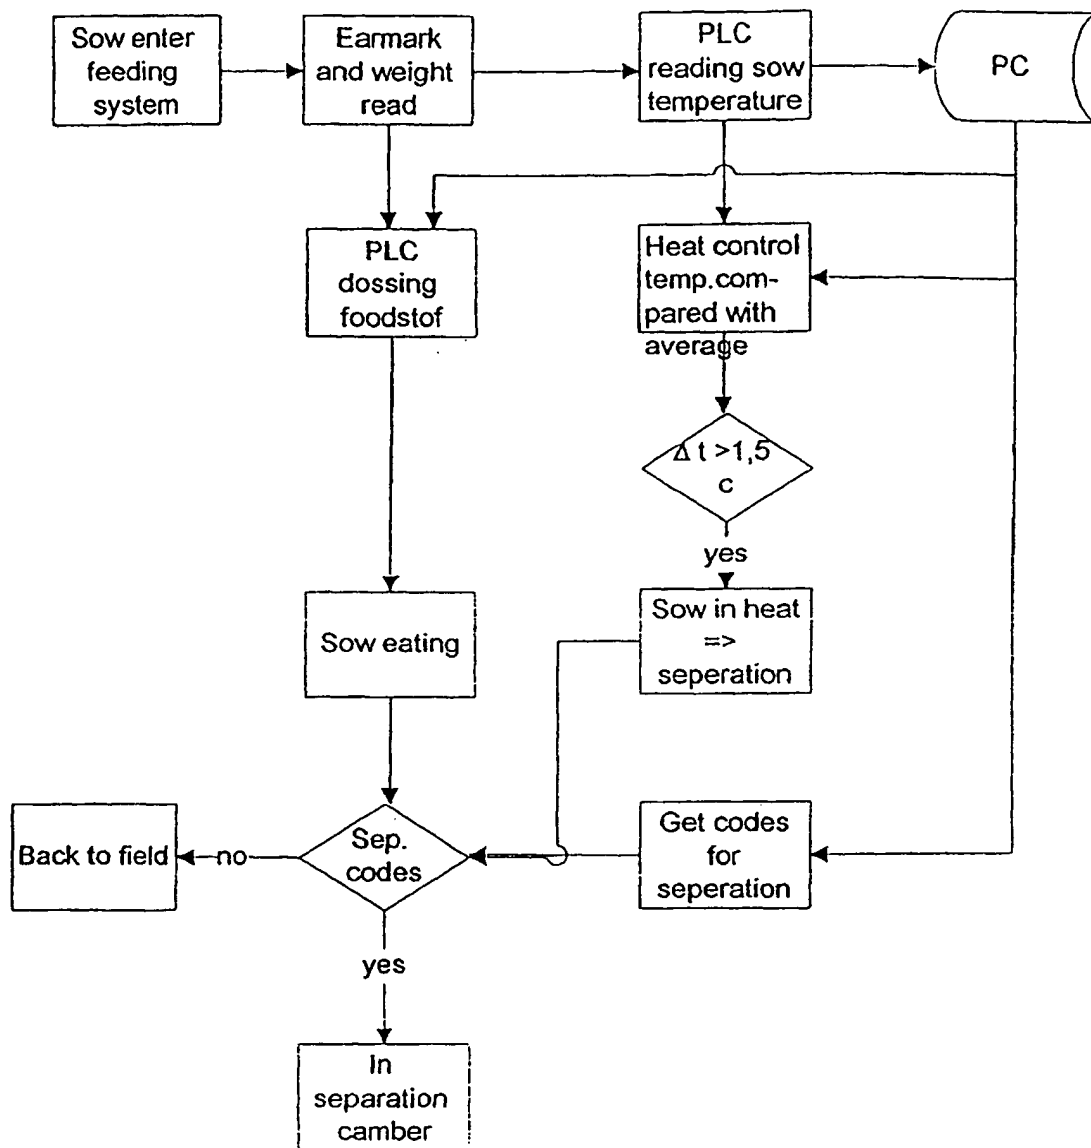 Sow enter
feeding
system
Earmark
and weight
read
PLC
reading sow
temperature
PC
PLC
dossing
foodstof
Heat control
temp.com-
pared with
average
Δ t >1,5
c
yes
Sow eating
Sow in heat
=>
seperation
Back to field
no
Sep.
codes
Get codes
for
seperation
yes
In
separation
camber